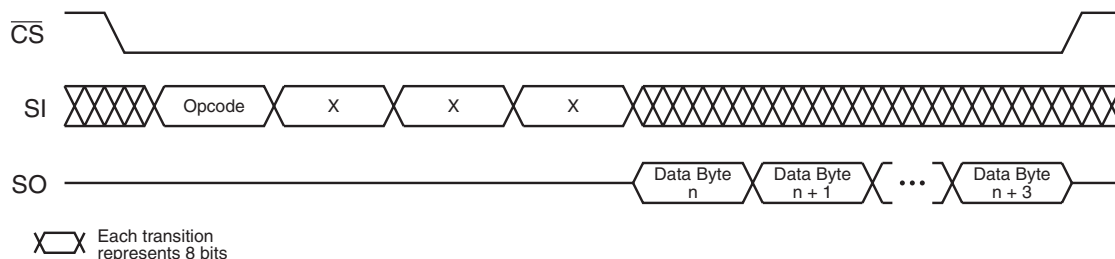 CS
SI
Opcode
X
X
X
SO
Data Byte
n
Data Byte
n + 1
•••
Data Byte
n + 3
Each transition
represents 8 bits